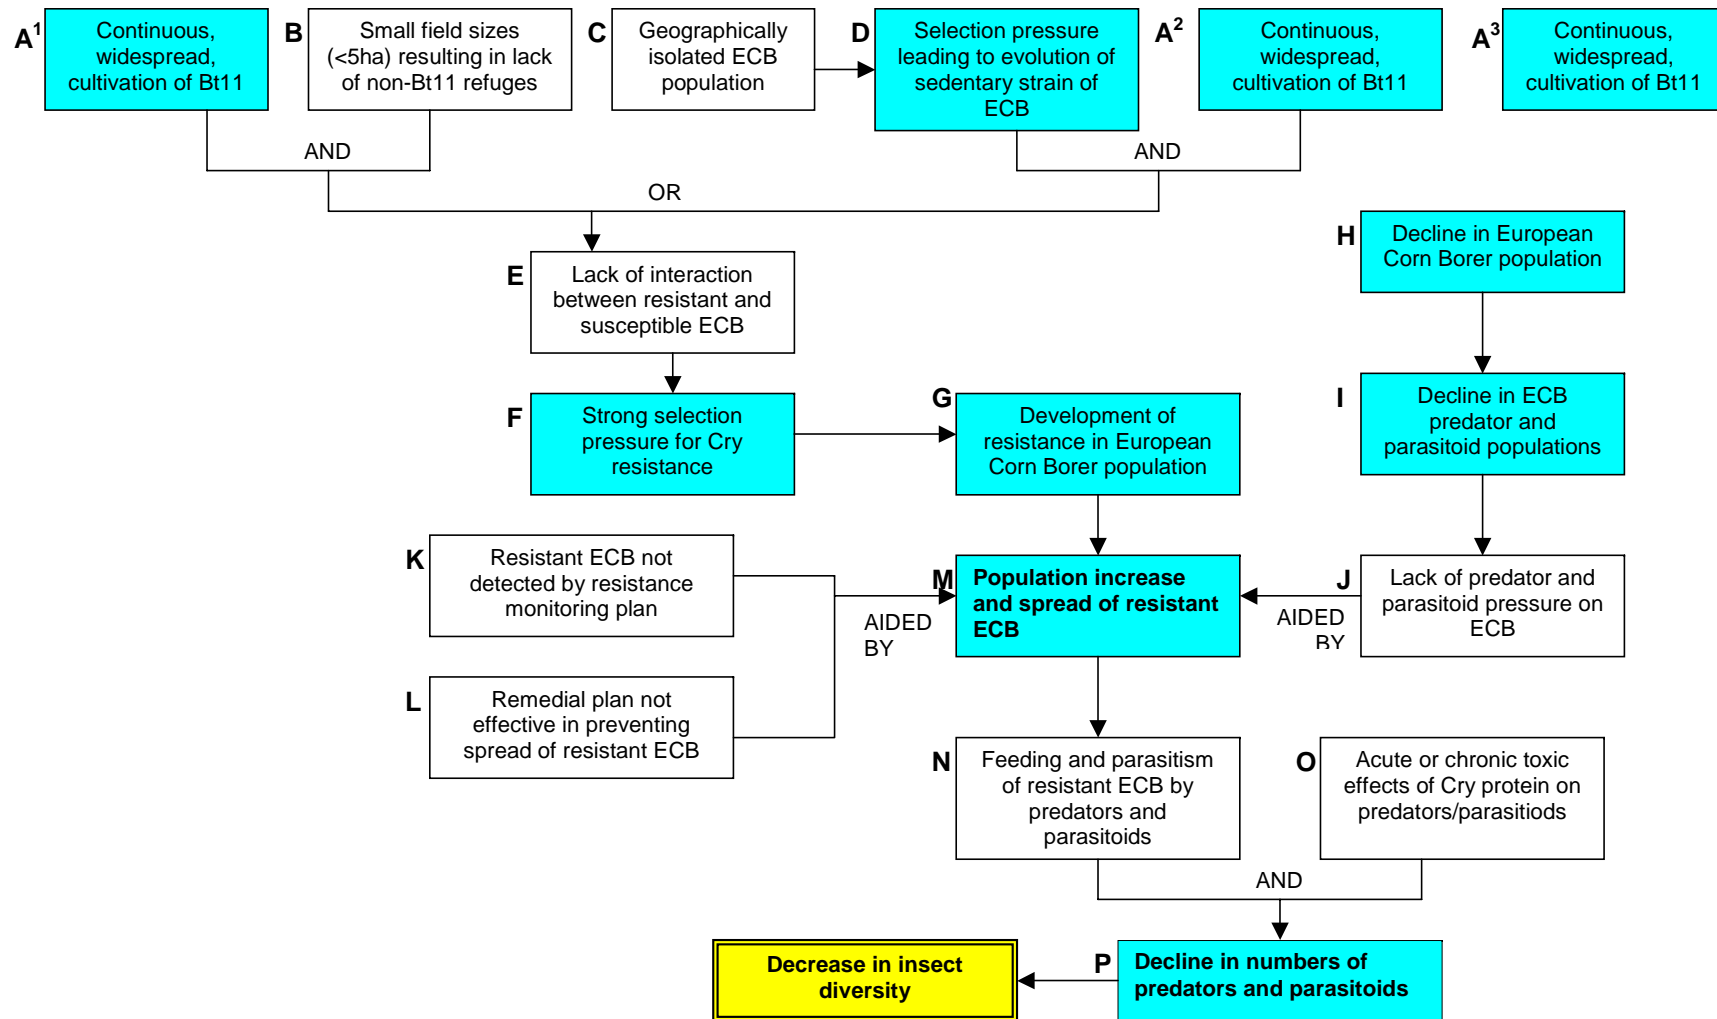 A1
Continuous,
widespread,
cultivation of Bt11
B
Small field sizes
(<5ha) resulting in lack
of non-Bt11 refuges
C
Geographically
isolated ECB
population
D
Selection pressure
leading to evolution of
sedentary strain of
ECB
A2
Continuous,
widespread,
cultivation of Bt11
A3
Continuous,
widespread,
cultivation of Bt11
AND
AND
OR
E
Lack of interaction
between resistant and
susceptible ECB
H
Decline in European
Corn Borer population
F
Strong selection
pressure for Cry
resistance
G
Development of
resistance in European
Corn Borer population
I
Decline in ECB
predator and
parasitoid populations
K
Resistant ECB not
detected by resistance
monitoring plan
AIDED
BY
M
Population increase
and spread of resistant
ECB
AIDED
BY
J
Lack of predator and
parasitoid pressure on
ECB
L
Remedial plan not
effective in preventing
spread of resistant ECB
N
Feeding and parasitism
of resistant ECB by
predators and
parasitoids
O
Acute or chronic toxic
effects of Cry protein on
predators/parasitiods
AND
Decrease in insect
diversity
P
Decline in numbers of
predators and parasitoids